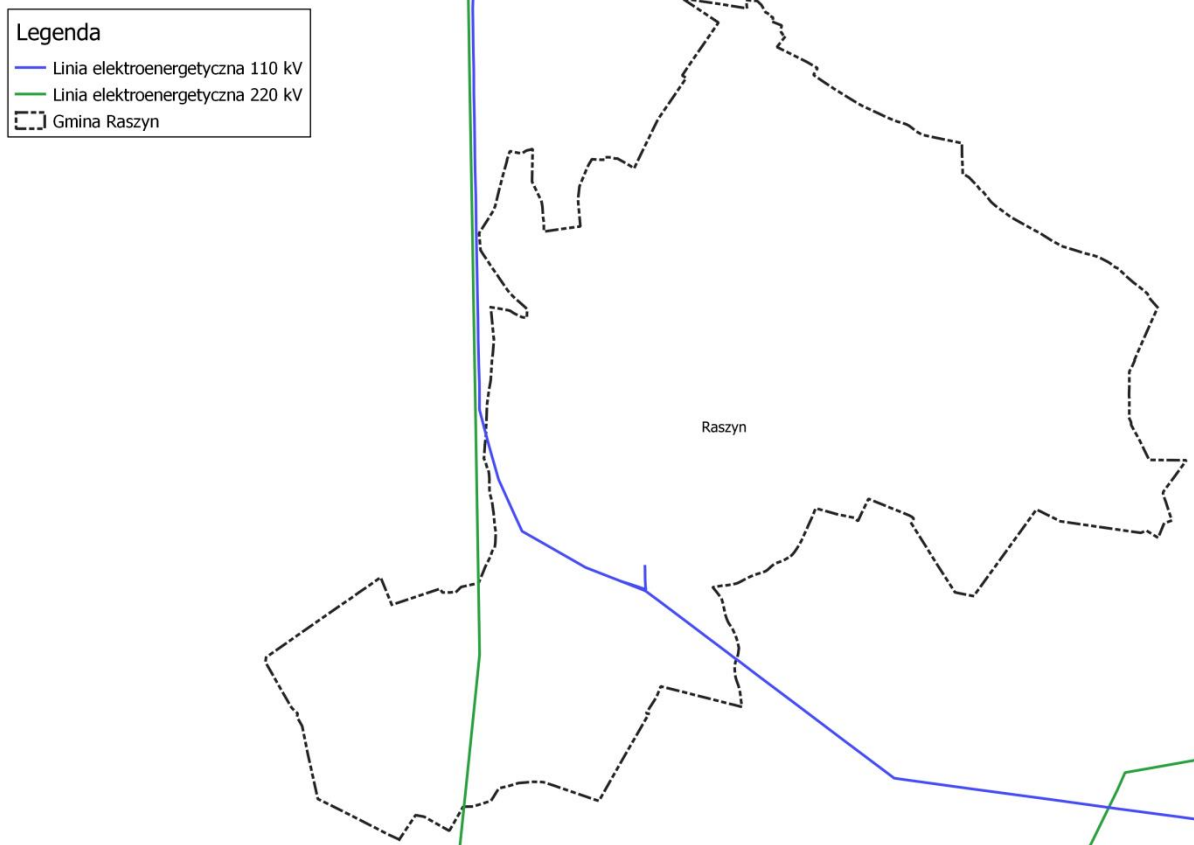 Legenda
Linia elektroenergetyczna 110 kV
Linia elektroenergetyczna 220 kV
Gmina Raszyn
Raszyn